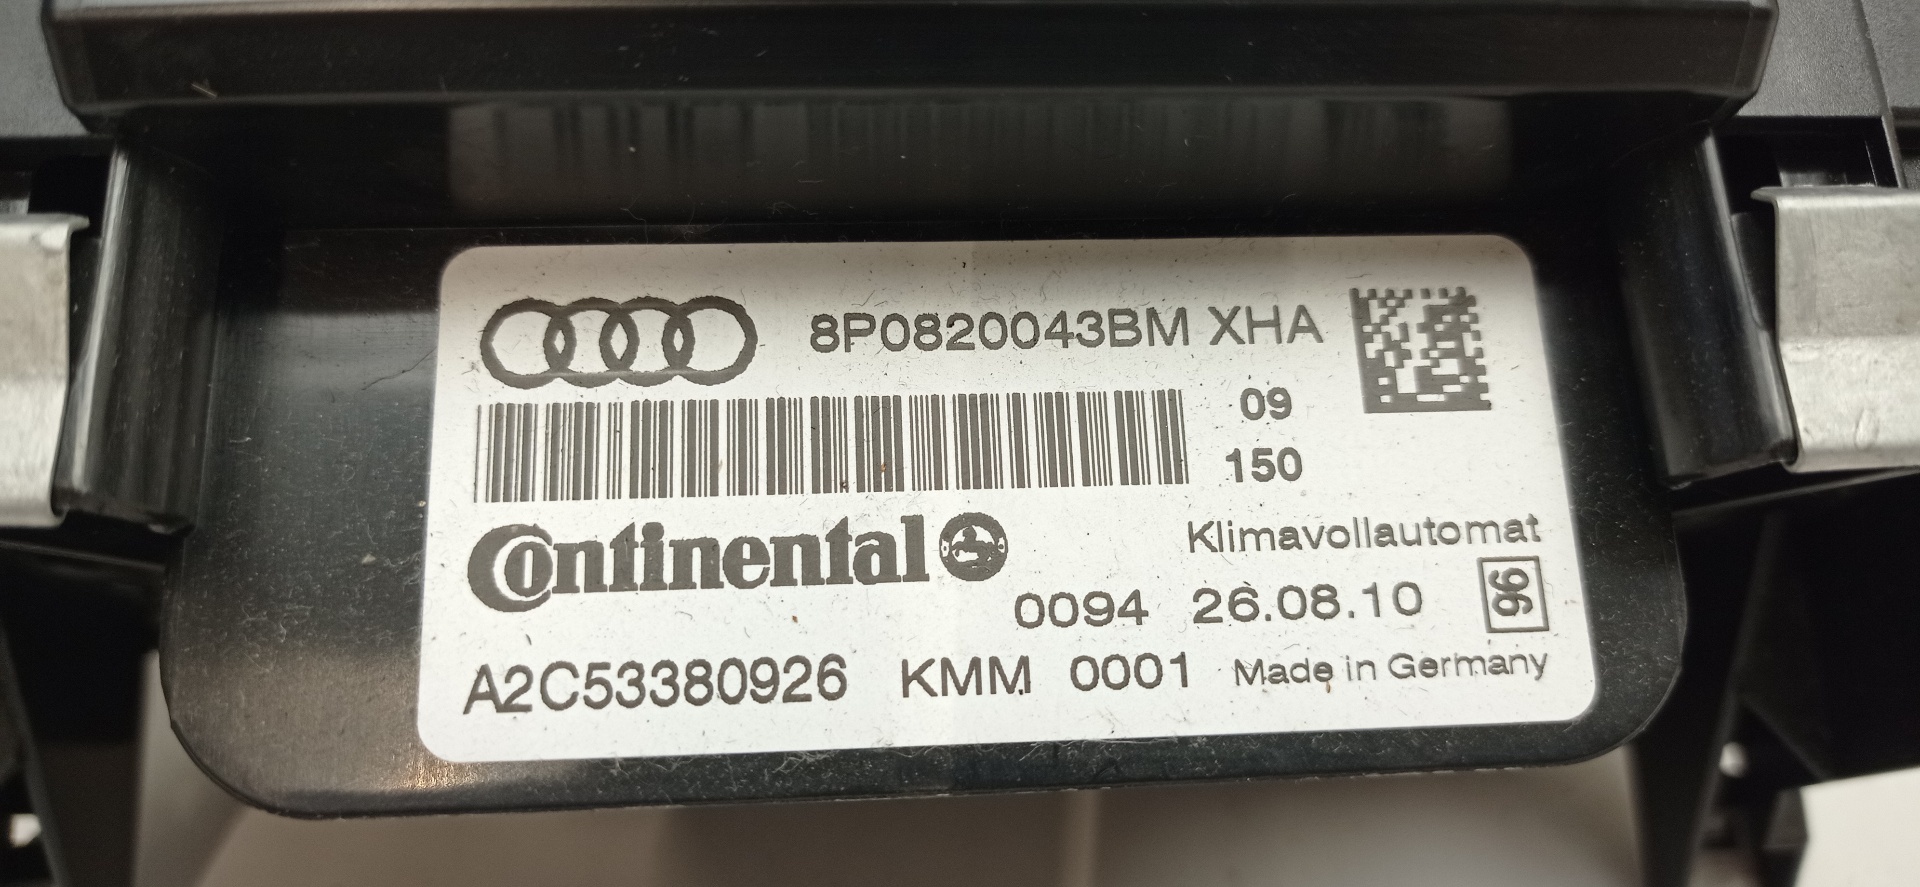 8P0820043BM XHA
09
150
Continental
Klimavollautomat
0094 26.08.10 96
A2C53380926 KMM 0001 Made in Germany